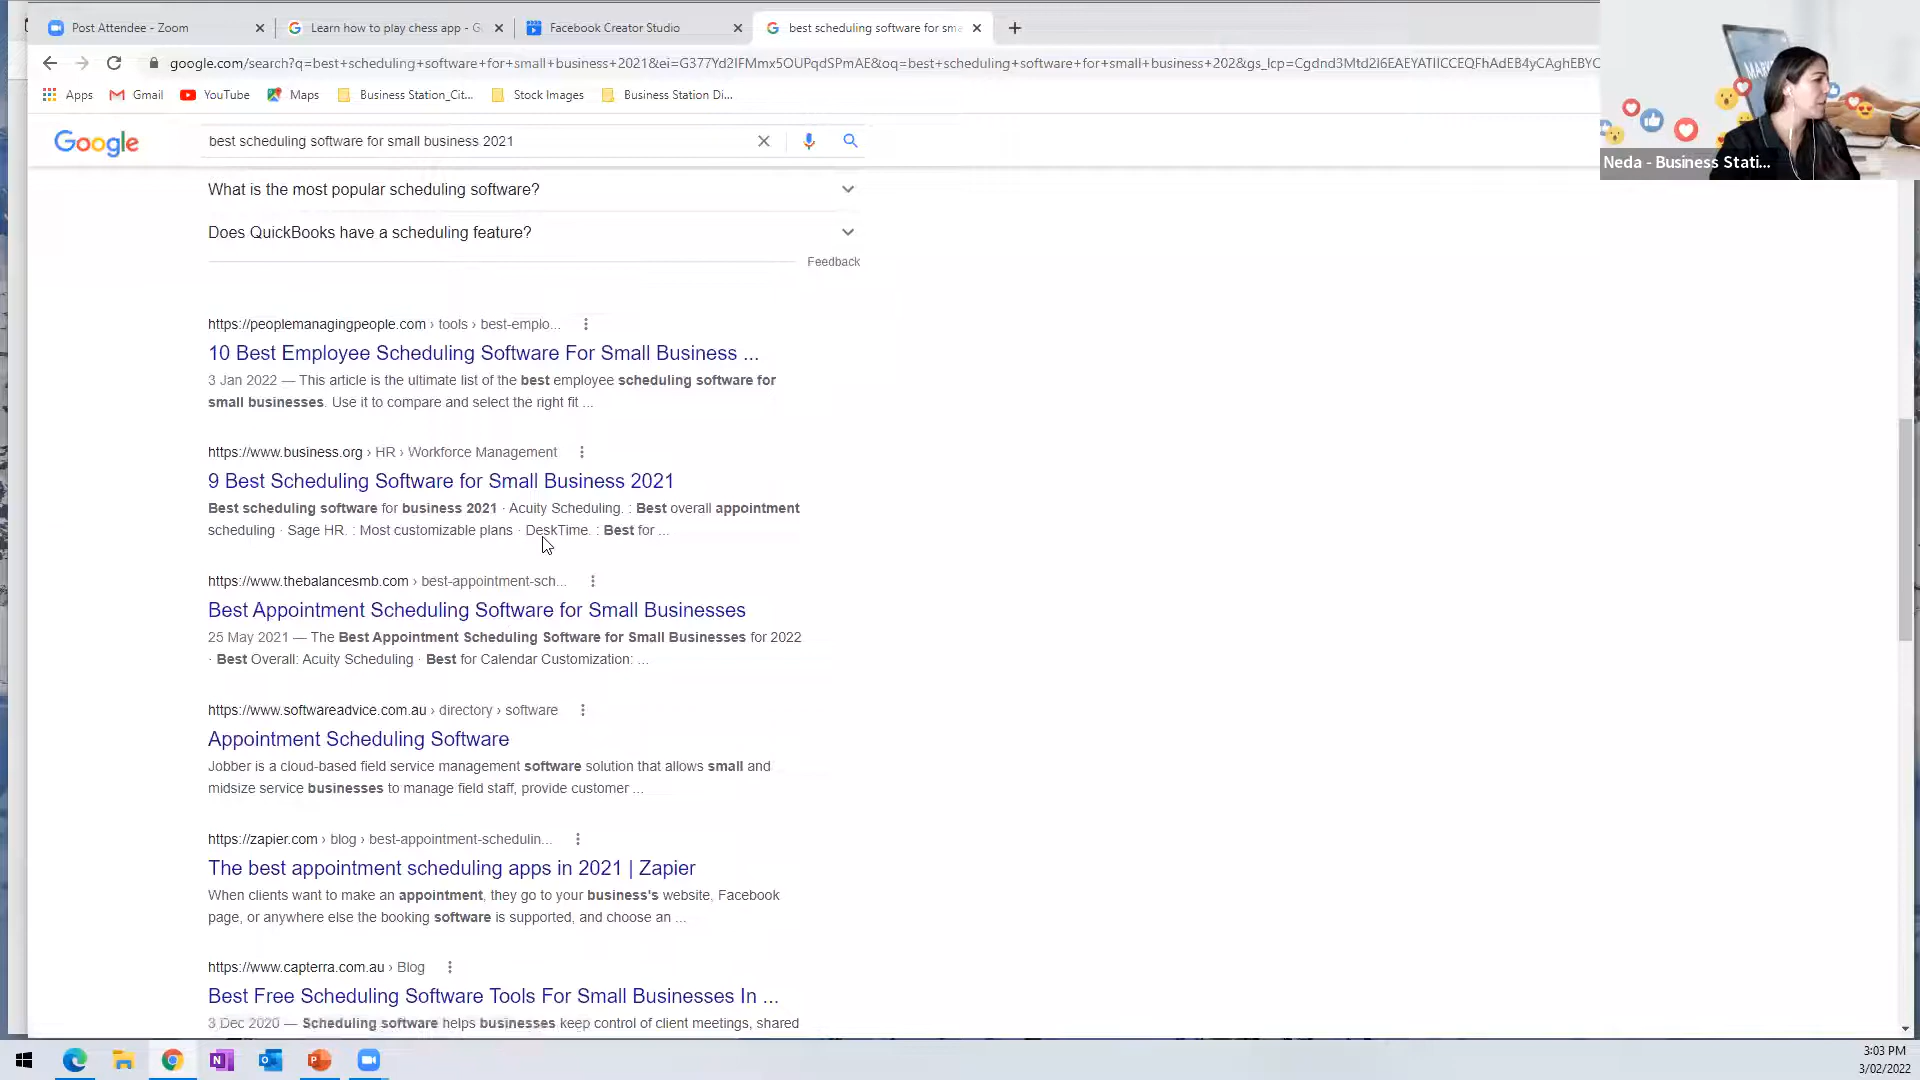 Post Attendee - Zoom
Learn how to play chess app - G
Facebook Creator Studio
best scheduling software for sma
google.com/search?q=best+scheduling+software+for+small+business+2021&ei=G377Yd2IFMmx5OUPqdSPmAE&oq=best+scheduling+software+for+small+business+202&gs_lcp=Cgdnd3Mtd2l6EAEYATIICCEQFhAdEB4yCAghEBYC
Apps
Gmail
YouTube
Maps
Business Station_Cit...
Stock Images
Business Station Di...
Neda - Business Stati...
Google
best scheduling software for small business 2021
What is the most popular scheduling software?
Does QuickBooks have a scheduling feature?
Feedback
https://peoplemanagingpeople.com › tools › best-emplo...
10 Best Employee Scheduling Software For Small Business ...
3 Jan 2022 — This article is the ultimate list of the best employee scheduling software for
small businesses. Use it to compare and select the right fit ...
https://www.business.org › HR › Workforce Management
9 Best Scheduling Software for Small Business 2021
Best scheduling software for business 2021 · Acuity Scheduling. : Best overall appointment
scheduling · Sage HR. : Most customizable plans · DeskTime. : Best for ...
https://www.thebalancesmb.com › best-appointment-sch...
Best Appointment Scheduling Software for Small Businesses
25 May 2021 — The Best Appointment Scheduling Software for Small Businesses for 2022
· Best Overall: Acuity Scheduling · Best for Calendar Customization: ...
https://www.softwareadvice.com.au › directory › software
Appointment Scheduling Software
Jobber is a cloud-based field service management software solution that allows small and
midsize service businesses to manage field staff, provide customer ...
https://zapier.com › blog › best-appointment-schedulin...
The best appointment scheduling apps in 2021 | Zapier
When clients want to make an appointment, they go to your business's website, Facebook
page, or anywhere else the booking software is supported, and choose an ...
https://www.capterra.com.au › Blog
Best Free Scheduling Software Tools For Small Businesses In ...
3 Dec 2020 — Scheduling software helps businesses keep control of client meetings, shared
3:03 PM
3/02/2022